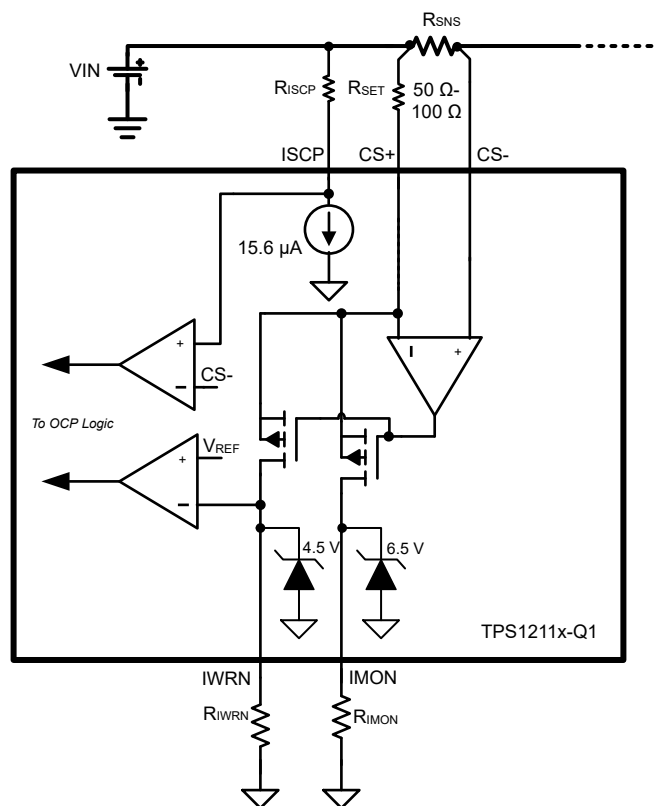 RSNS
VIN
+
RISCP
RSET
50 Ω-
100 Ω
ISCP
CS+
CS-
15.6 µA
+
CS-
To OCP Logic
VREF
+
+
4.5 V
6.5 V
TPS1211x-Q1
IWRN
IMON
RIWRN
RIMON